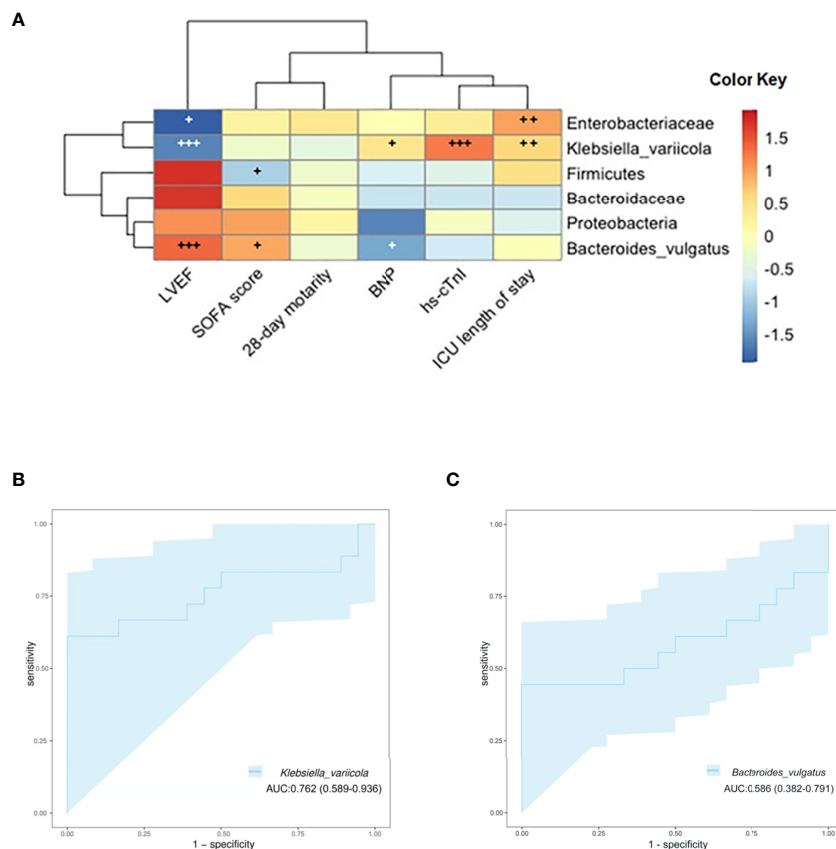 A
Color Key
+ ++ Enterobacteriaceae
+++ + +++ ++ Klebsiella_variicola
+ Firmicutes
Bacteroidaceae
Proteobacteria
+++ + + Bacteroides_vulgatus
LVEF
SOFA score
28-day motarity
BNP
hs-cTnI
ICU length of stay
1.5
1
0.5
0
-0.5
-1
-1.5
B
1.00
0.75
0.50
0.25
0.00
sensitivity
Klebsiella_variicola
AUC:0.762 (0.589-0.936)
0.00 0.25 0.50 0.75 1.00
1 – specificity
C
1.00
0.75
0.50
0.25
0.00
sensitivity
Bacteroides_vulgatus
AUC:0.586 (0.382-0.791)
0.00 0.25 0.50 0.75 1.00
1 - specificity